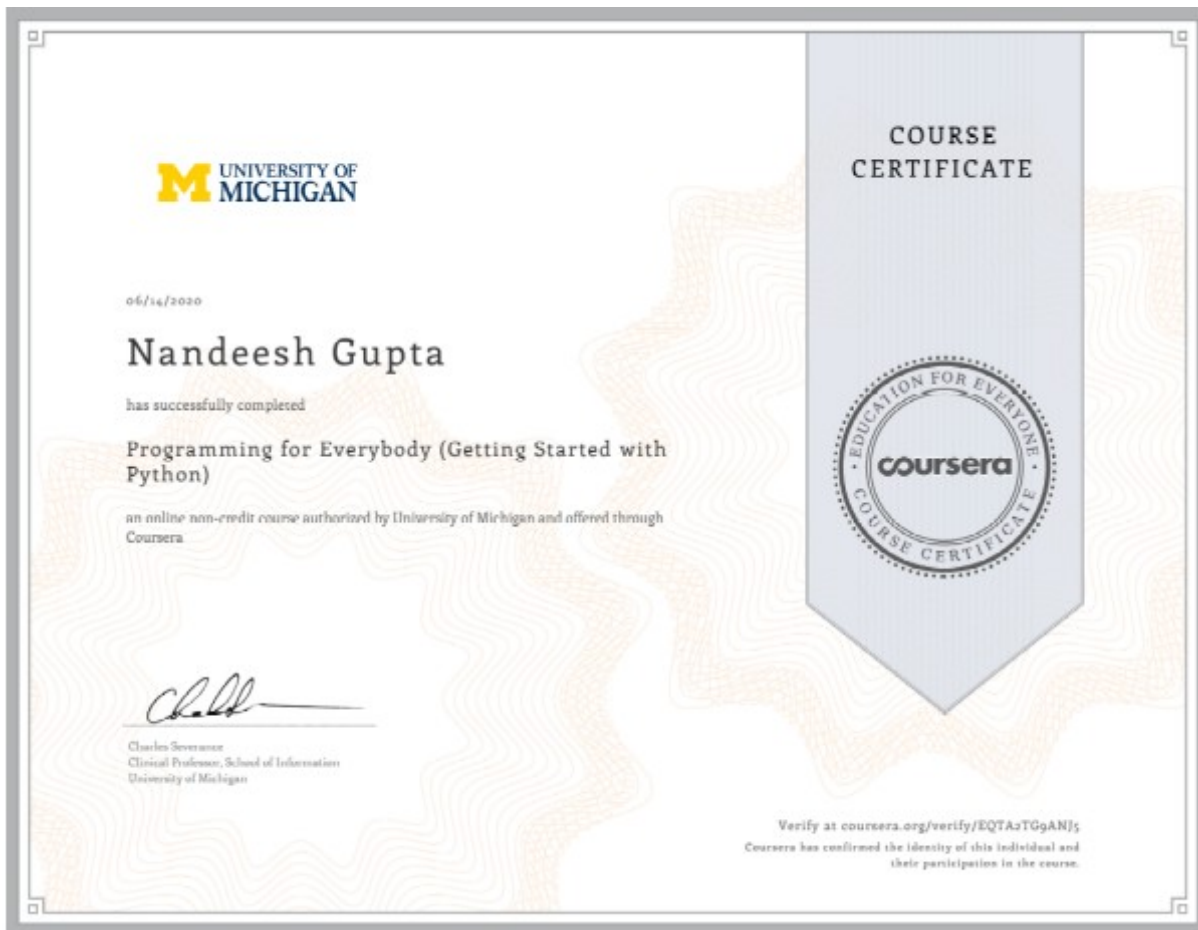 UNIVERSITY OF
MICHIGAN
06/14/2020
Nandeesh Gupta
has successfully completed
Programming for Everybody (Getting Started with
Python)
an online non-credit course authorized by University of Michigan and offered through
Coursera
Charles Severance
Clinical Professor, School of Information
University of Michigan
COURSE
CERTIFICATE
EDUCATION FOR EVERYONE
coursera
COURSE CERTIFICATE
Verify at coursera.org/verify/EQTA2TG9ANJ5
Coursera has confirmed the identity of this individual and
their participation in the course.